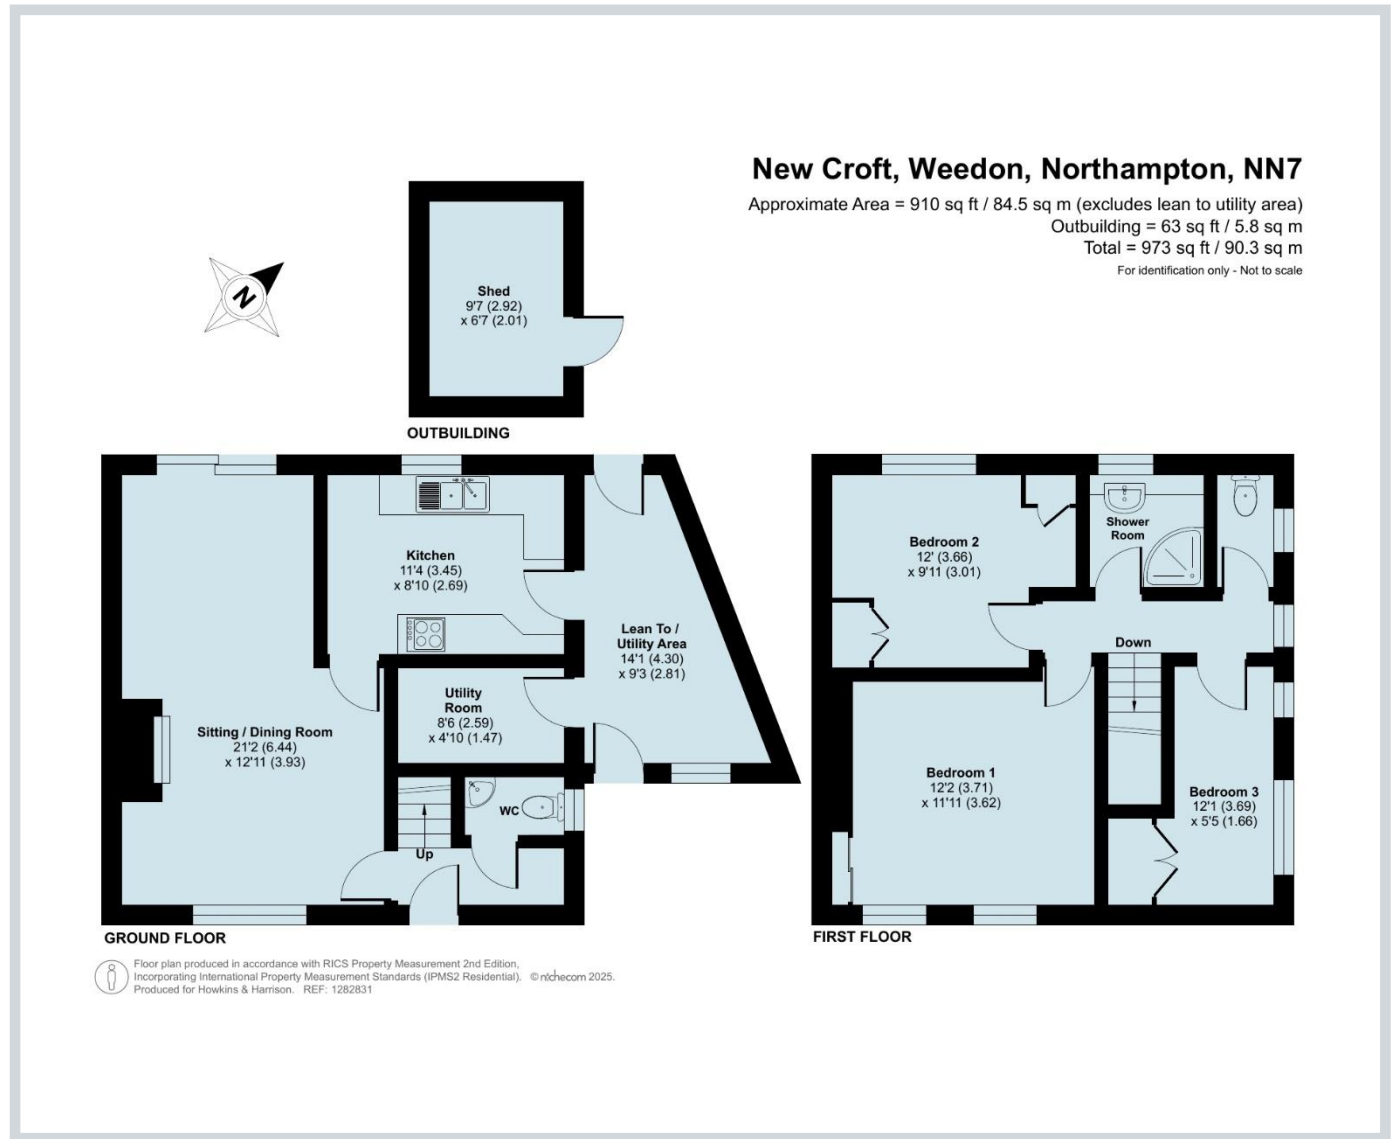 New Croft, Weedon, Northampton, NN7
Approximate Area = 910 sq ft / 84.5 sq m (excludes lean to utility area)
Outbuilding = 63 sq ft / 5.8 sq m
Total = 973 sq ft / 90.3 sq m
For identification only - Not to scale
N
Shed
9'7 (2.92)
x 6'7 (2.01)
OUTBUILDING
Kitchen
11'4 (3.45)
x 8'10 (2.69)
Lean To /
Utility Area
14'1 (4.30)
x 9'3 (2.81)
Utility
Room
8'6 (2.59)
x 4'10 (1.47)
Sitting / Dining Room
21'2 (6.44)
x 12'11 (3.93)
WC
Up
GROUND FLOOR
Bedroom 2
12' (3.66)
x 9'11 (3.01)
Shower
Room
Down
Bedroom 1
12'2 (3.71)
x 11'11 (3.62)
Bedroom 3
12'1 (3.69)
x 5'5 (1.66)
FIRST FLOOR
Floor plan produced in accordance with RICS Property Measurement 2nd Edition,
Incorporating International Property Measurement Standards (IPMS2 Residential). © nichecom 2025.
Produced for Howkins & Harrison. REF: 1282831